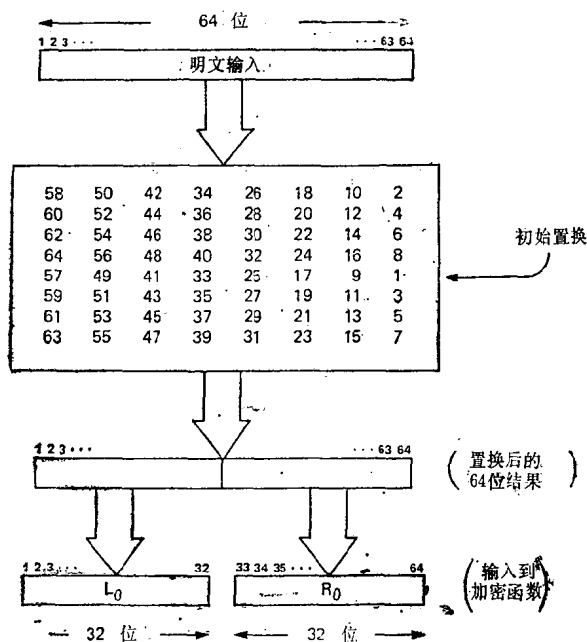 64 位
1 2 3 ··· ··· 63 64
明文输入
58 50 42 34 26 18 10 2
60 52 44 36 28 20 12 4
62 54 46 38 30 22 14 6
64 56 48 40 32 24 16 8
57 49 41 33 25 17 9 1
59 51 43 35 27 19 11 3
61 53 45 37 29 21 13 5
63 55 47 39 31 23 15 7
初始置换
1 2 3 ··· ··· 63 64
(置换后的
64位结果)
1 2 3 ··· 32 33 34 35 ··· 64
L0 R0
(输入到
加密函数)
32 位 32 位